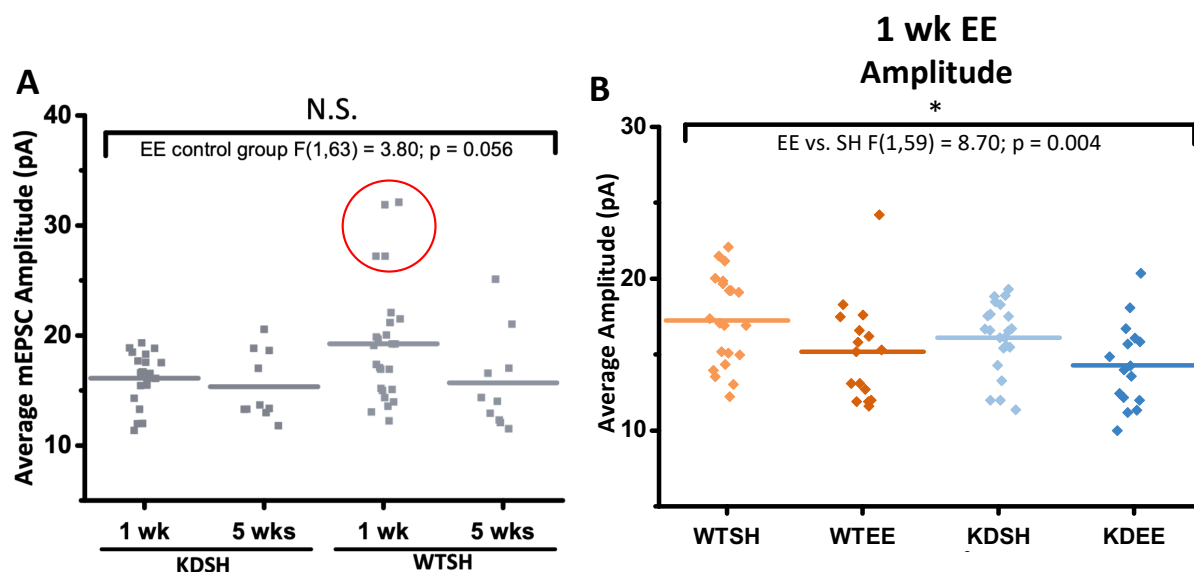 A
N.S.
EE control group F(1,63) = 3.80; p = 0.056
Average mEPSC Amplitude (pA)
40
30
20
10
1 wk
5 wks
1 wk
5 wks
KDSH
WTSH
1 wk EE
Amplitude
B
*
EE vs. SH F(1,59) = 8.70; p = 0.004
Average Amplitude (pA)
30
20
10
WTSH
WTEE
KDSH
KDEE